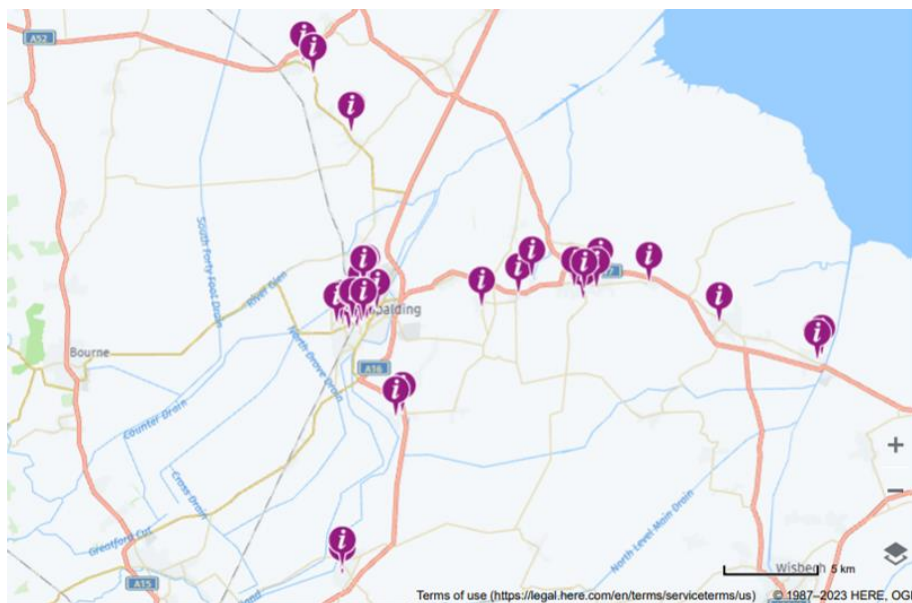 A52
South Forty Foot Drain
River Glen
palding
Bourne
North Drove Drain
A16
Counter Drain
Cross Drain
Greatford Cut
North Level Main Drain
A15
Wisbech
5 km
Terms of use (https://legal.here.com/en/terms/serviceterms/us) © 1987–2023 HERE, OGI